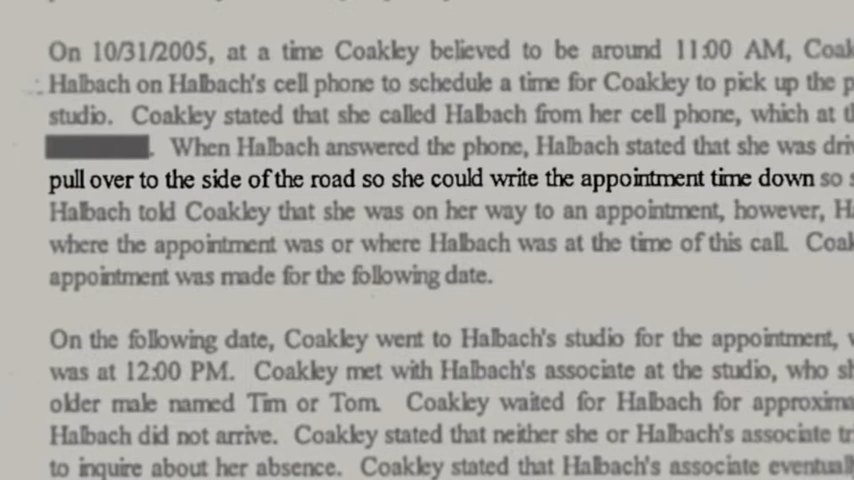 On 10/31/2005, at a time Coakley believed to be around 11:00 AM,
Halbach on Halbach's cell phone to schedule a time for Coakley to pick up the
studio. Coakley stated that she called Halbach from her cell phone, which at
. When Halbach answered the phone, Halbach stated that she was
pull over to the side of the road so she could write the appointment time down so
Halbach told Coakley that she was on her way to an appointment, however,
where the appointment was or where Halbach was at the time of this call.
appointment was made for the following date.
On the following date, Coakley went to Halbach's studio for the appointment,
was at 12:00 PM. Coakley met with Halbach's associate at the studio, who
older male named Tim or Tom. Coakley waited for Halbach for
Halbach did not arrive. Coakley stated that neither she or Halbach's associate
to inquire about her absence. Coakley stated that Halbach's associate